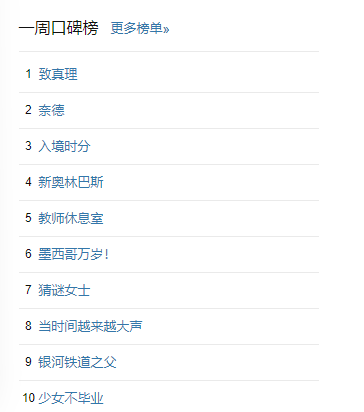 一周口碑榜 更多榜单»
1 致真理
2 奈德
3 入境时分
4 新奥林巴斯
5 教师休息室
6 墨西哥万岁！
7 猜谜女士
8 当时间越来越大声
9 银河铁道之父
10 少女不毕业